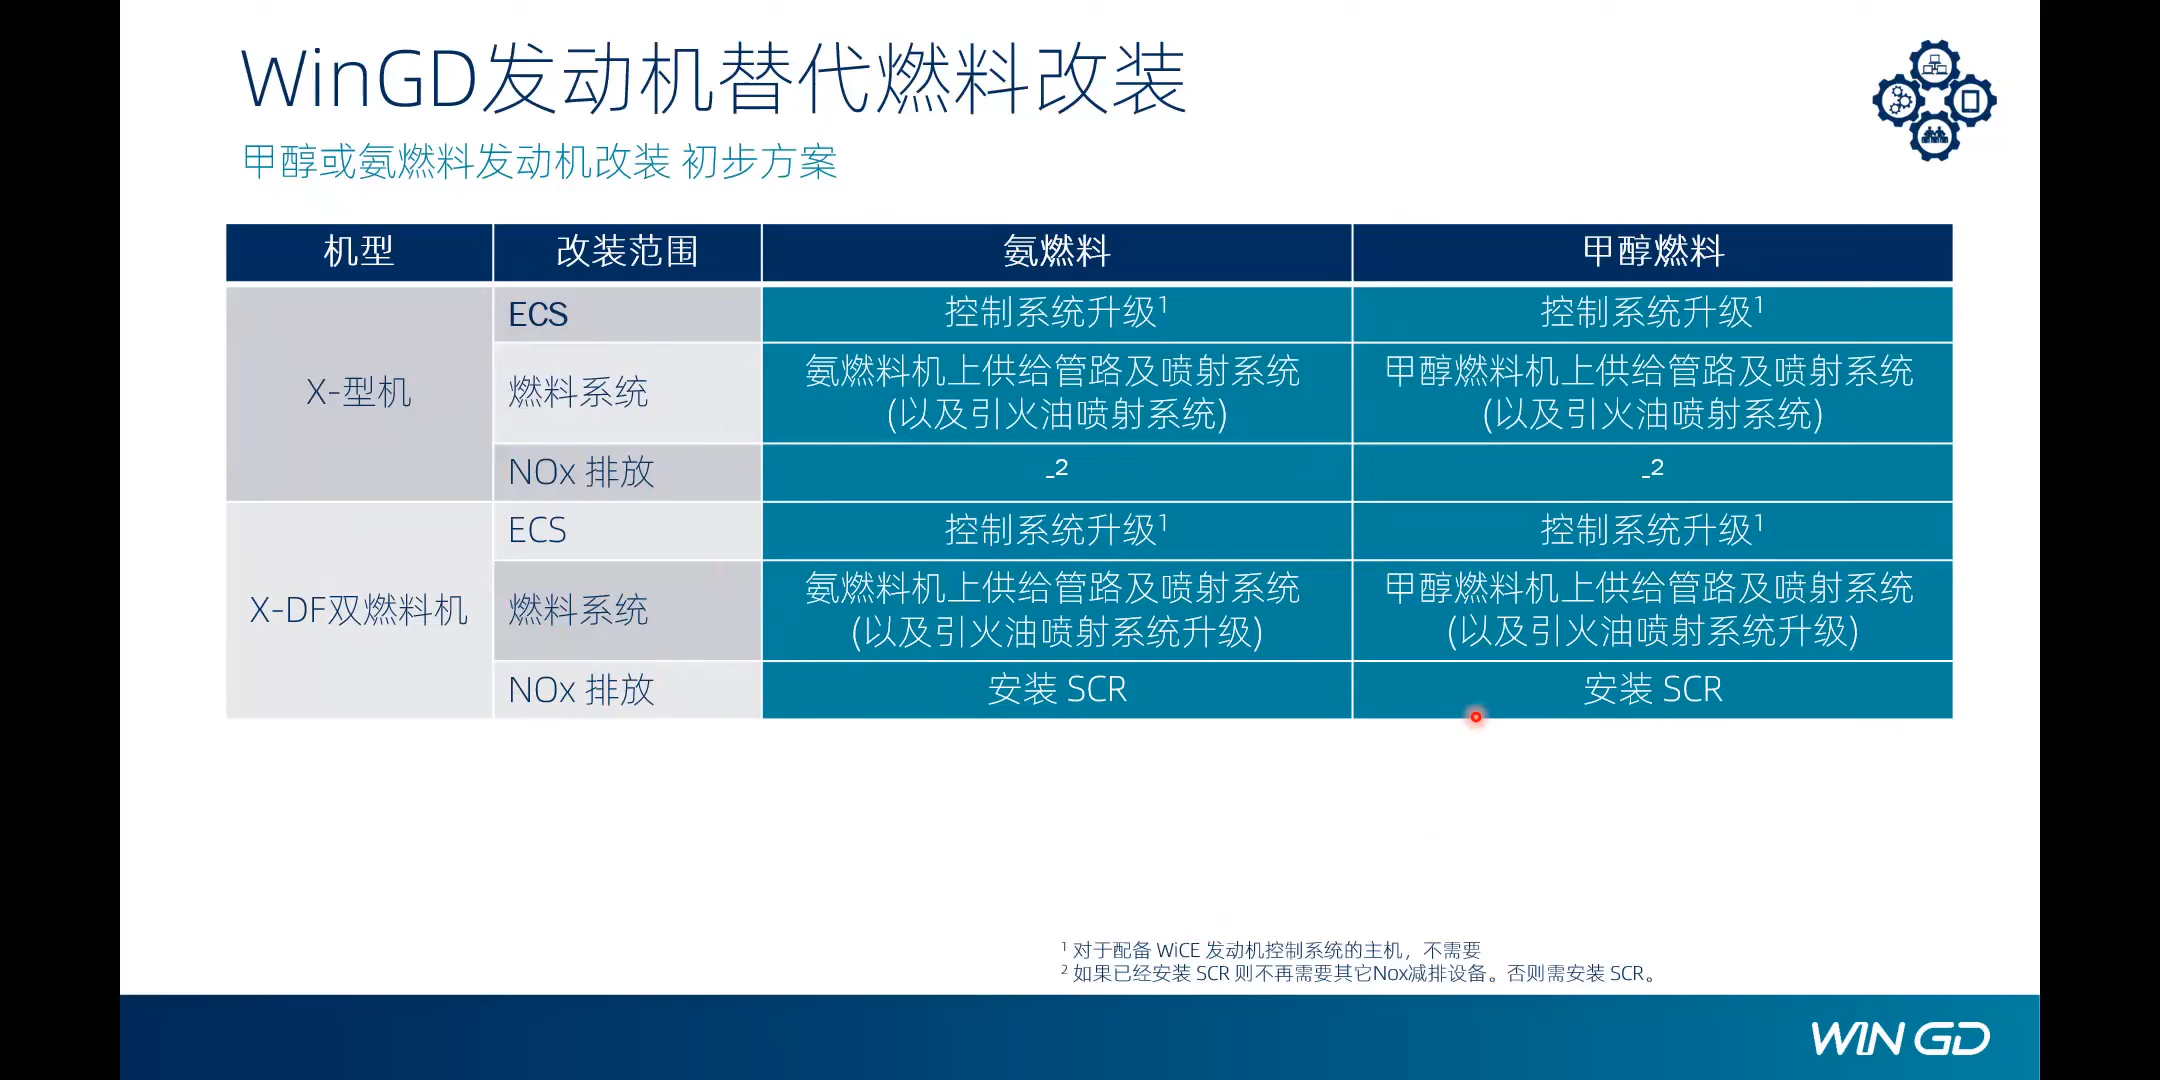 WinGD发动机替代燃料改装
甲醇或氨燃料发动机改装 初步方案
机型 改装范围 氨燃料 甲醇燃料
X-型机
ECS 控制系统升级¹ 控制系统升级¹
燃料系统
氨燃料机上供给管路及喷射系统
(以及引火油喷射系统)
甲醇燃料机上供给管路及喷射系统
(以及引火油喷射系统)
NOx 排放 -² -²
X-DF双燃料机
ECS 控制系统升级¹ 控制系统升级¹
燃料系统
氨燃料机上供给管路及喷射系统
(以及引火油喷射系统升级)
甲醇燃料机上供给管路及喷射系统
(以及引火油喷射系统升级)
NOx 排放 安装 SCR 安装 SCR
¹ 对于配备 WiCE 发动机控制系统的主机，不需要
² 如果已经安装 SCR 则不再需要其它Nox减排设备。否则需安装 SCR。
WIN GD